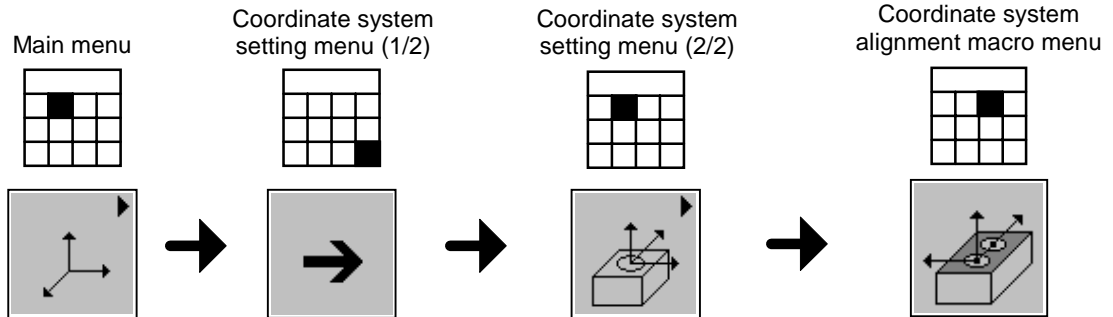 Main menu
Coordinate system
setting menu (1/2)
Coordinate system
setting menu (2/2)
Coordinate system
alignment macro menu